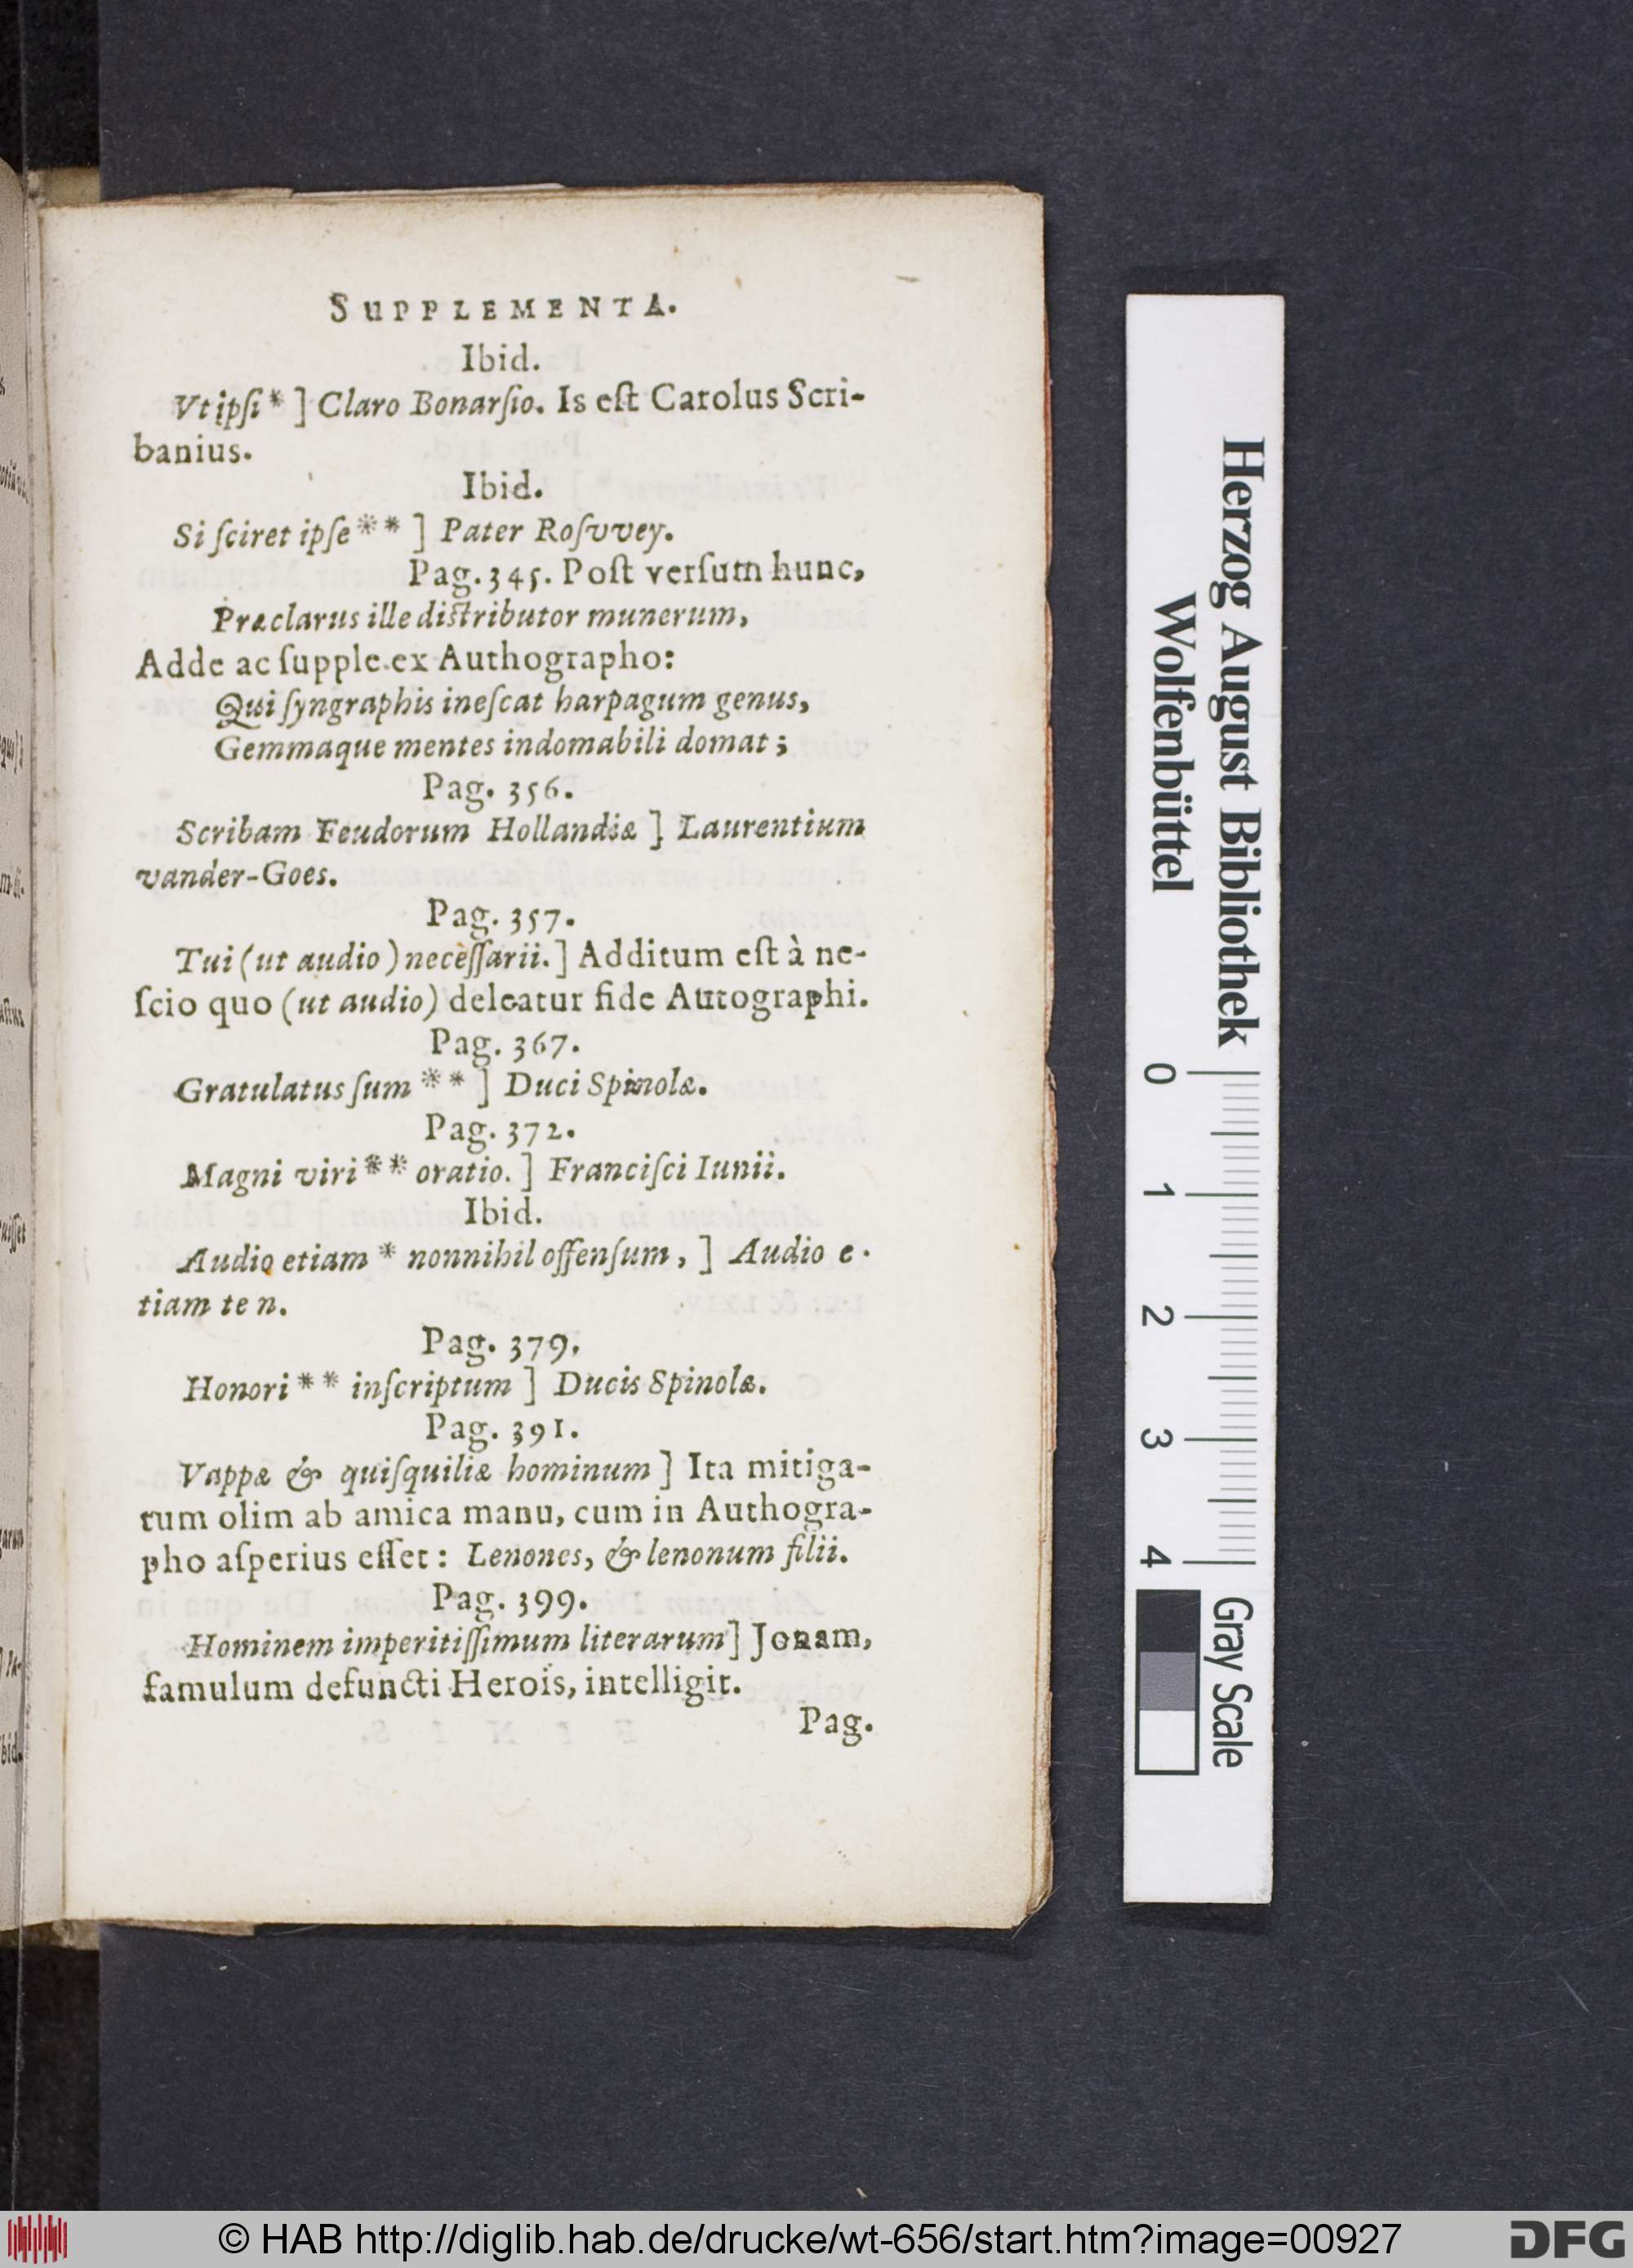 SUPPLEMENTA.
Ibid.
Vt ipſi * ] Claro Bonarſio. Is eſt Carolus Scri-
banius.
Ibid.
Si ſciret ipſe * * ] Pater Roſvvey.
Pag. 345. Poſt verſum hunc,
Præclarus ille diſtributor munerum,
Adde ac ſupple ex Authographo:
Qui ſyngraphis ineſcat harpagum genus,
Gemmaque mentes indomabili domat ;
Pag. 356.
Scribam Feudorum Hollandiæ ] Laurentium
vander-Goes.
Pag. 357.
Tui (ut audio) neceſſarii. ] Additum eſt à ne-
ſcio quo (ut audio) deleatur fide Autographi.
Pag. 367.
Gratulatus ſum * * ] Duci Spinolæ.
Pag. 372.
Magni viri * * oratio. ] Franciſci Iunii.
Ibid.
Audio etiam * nonnihil offenſum, ] Audio e-
tiam te n.
Pag. 379.
Honori * * inſcriptum ] Ducis Spinolæ.
Pag. 391.
Vappæ & quiſquiliæ hominum ] Ita mitiga-
tum olim ab amica manu, cum in Authogra-
pho aſperius eſſet : Lenones, & lenonum filii.
Pag. 399.
Hominem imperitiſſimum literarum ] Jonam,
famulum defuncti Herois, intelligit.
Pag.
Herzog August Bibliothek
Wolfenbüttel
0 1 2 3 4
Gray Scale
© HAB http://diglib.hab.de/drucke/wt-656/start.htm?image=00927
DFG